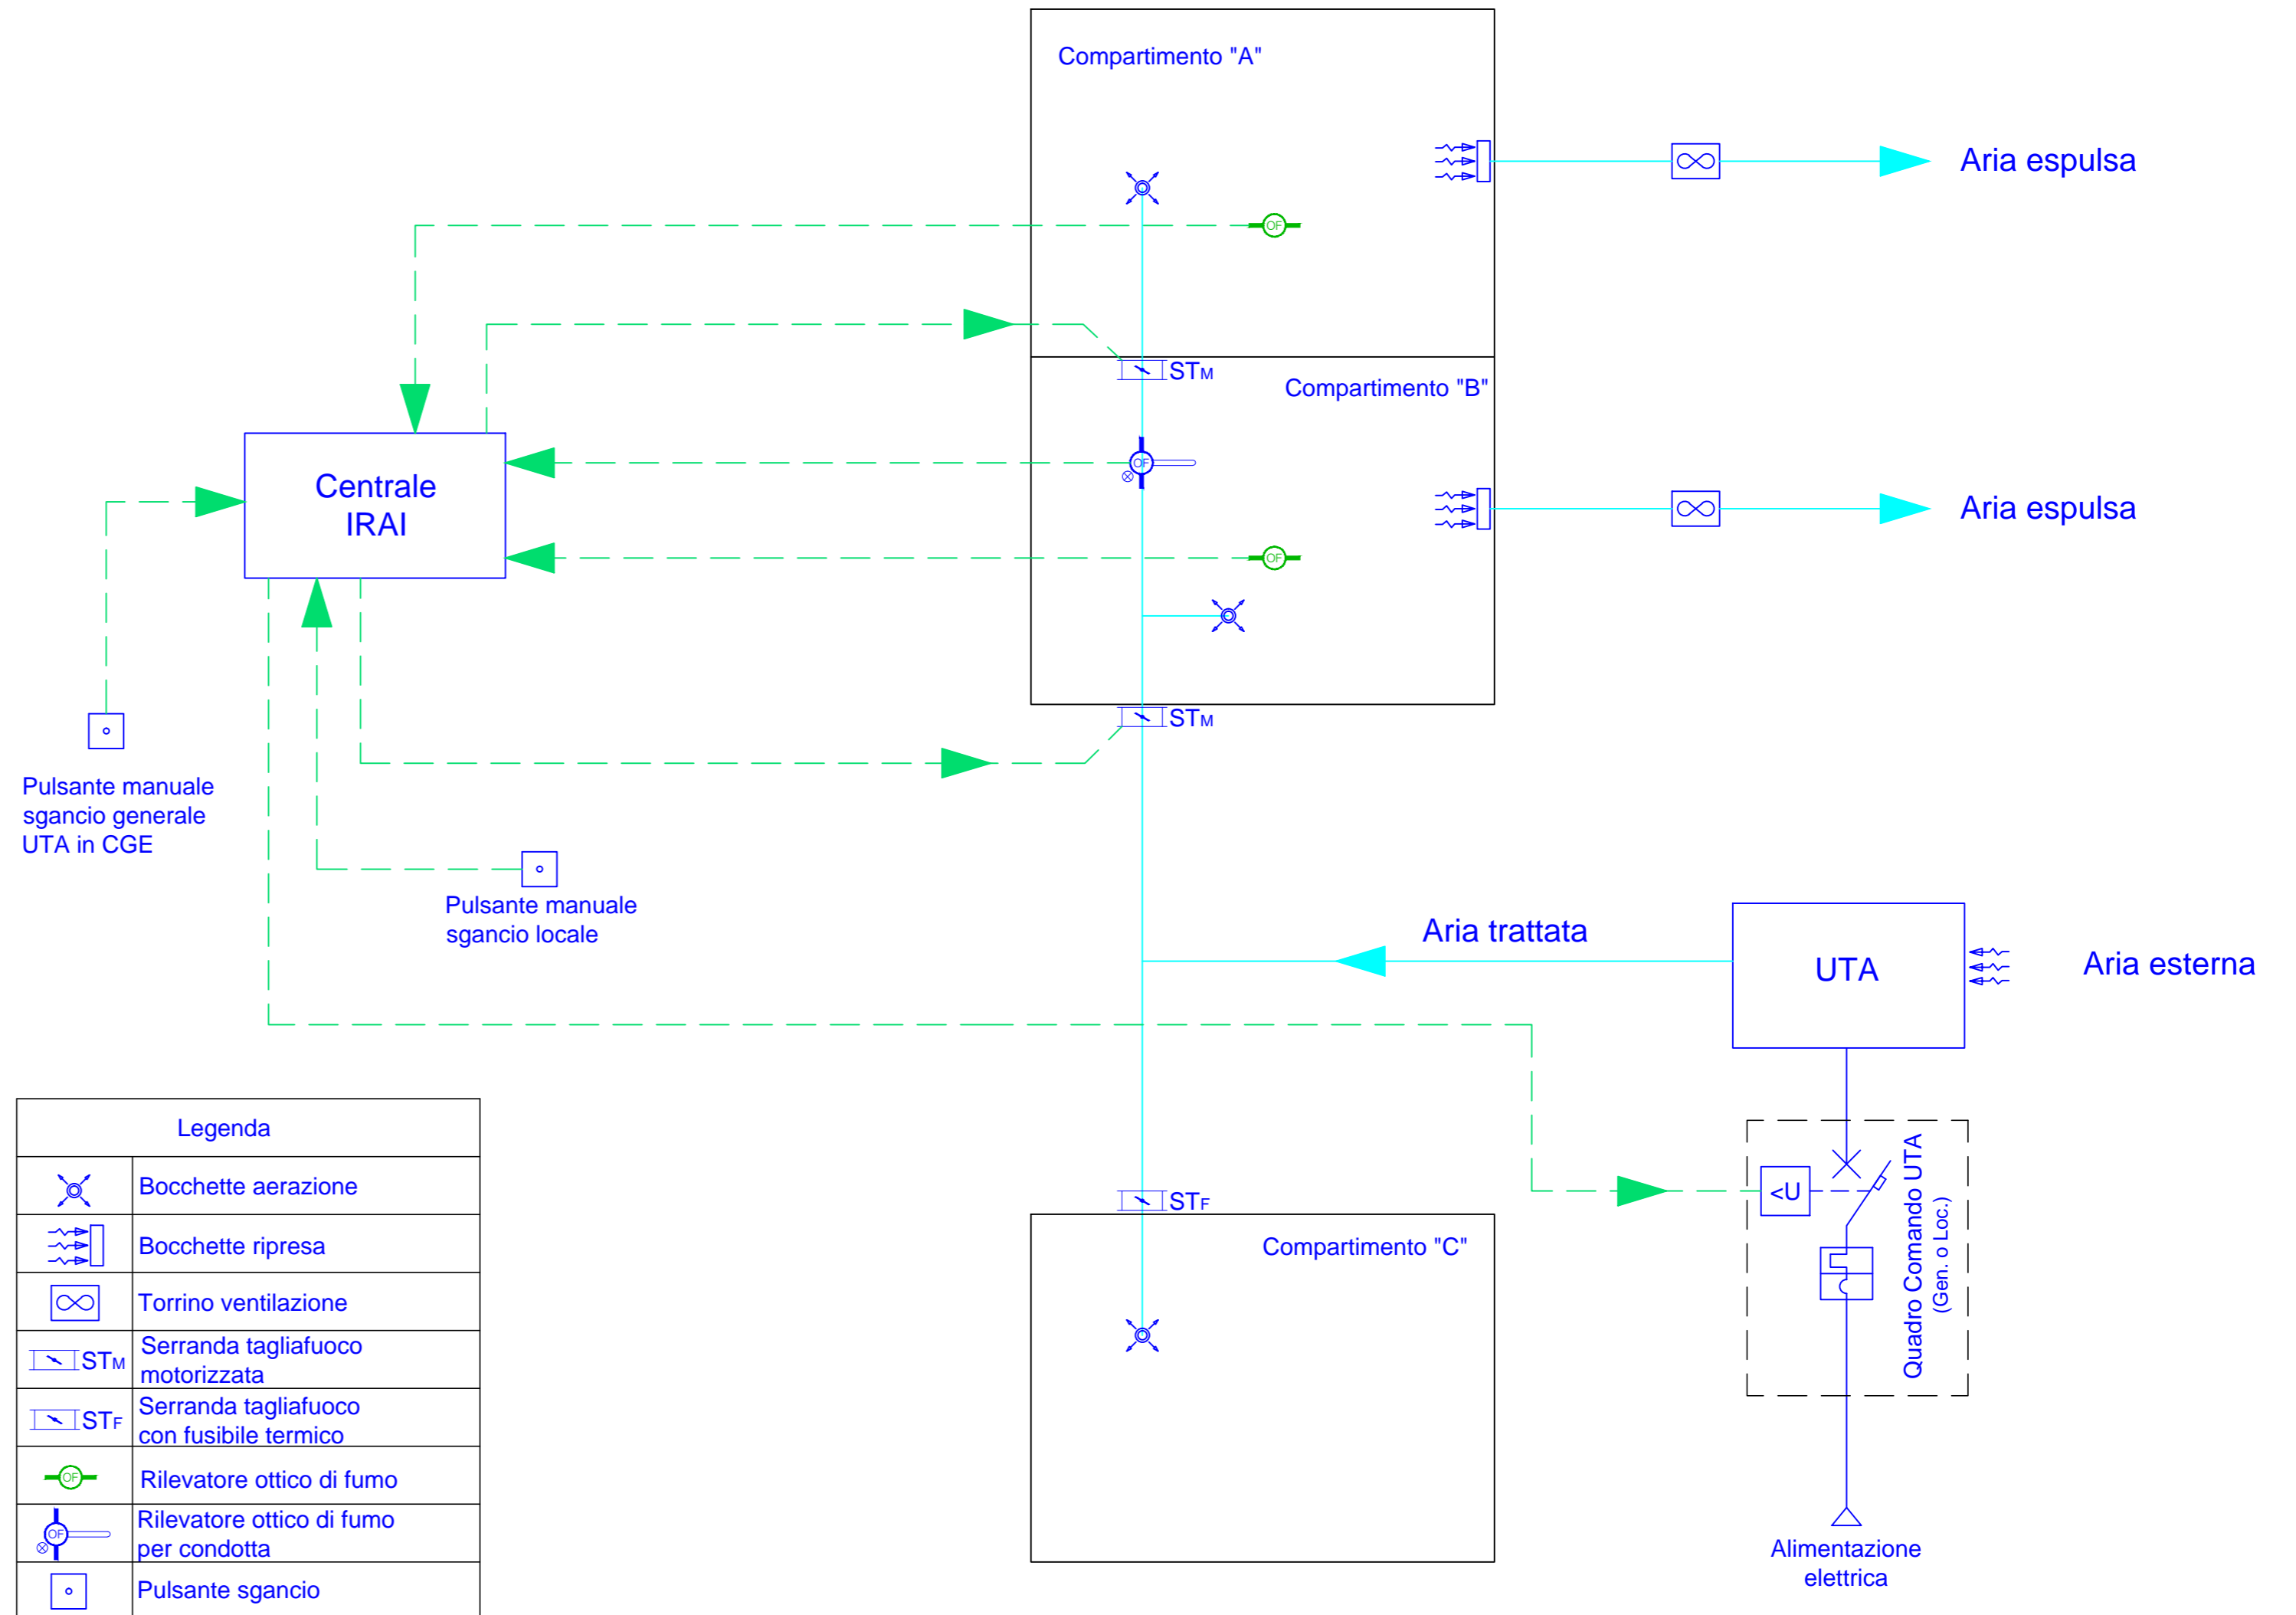 Compartimento "A"
Aria espulsa
OF
STM
Compartimento "B"
Centrale
IRAI
OF
Aria espulsa
OF
STM
Pulsante manuale
sgancio generale
UTA in CGE
Pulsante manuale
sgancio locale
Aria trattata
UTA
Aria esterna
STF
Compartimento "C"
<U
Quadro Comando UTA
(Gen. o Loc.)
Alimentazione
elettrica
Legenda
Bocchette aerazione
Bocchette ripresa
Torrino ventilazione
STM
Serranda tagliafuoco
motorizzata
STF
Serranda tagliafuoco
con fusibile termico
OF
Rilevatore ottico di fumo
OF
Rilevatore ottico di fumo
per condotta
Pulsante sgancio